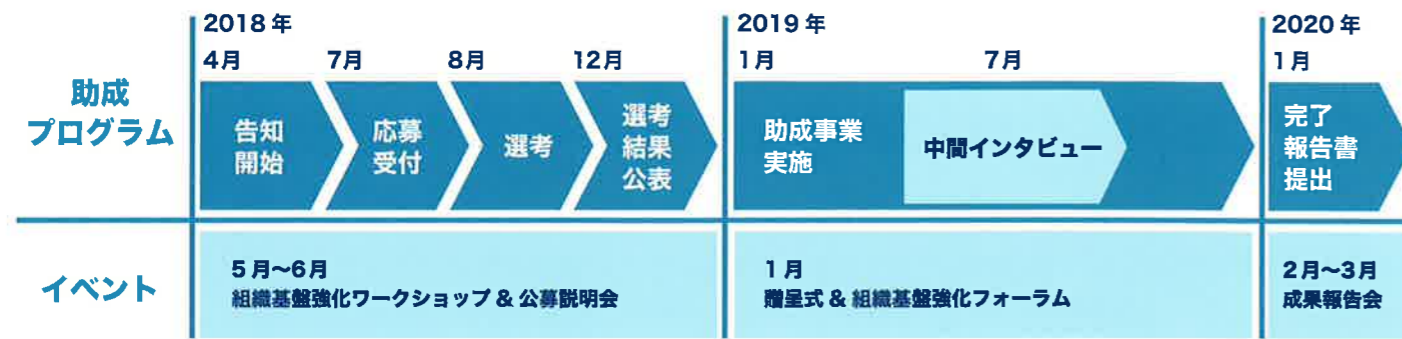 2018年
2019年
2020年
4月
7月
8月
12月
1月
7月
1月
助成
プログラム
告知
開始
応募
受付
選考
選考
結果
公表
助成事業
実施
中間インタビュー
完了
報告書
提出
イベント
5月～6月
組織基盤強化ワークショップ & 公募説明会
1月
贈呈式 & 組織基盤強化フォーラム
2月～3月
成果報告会